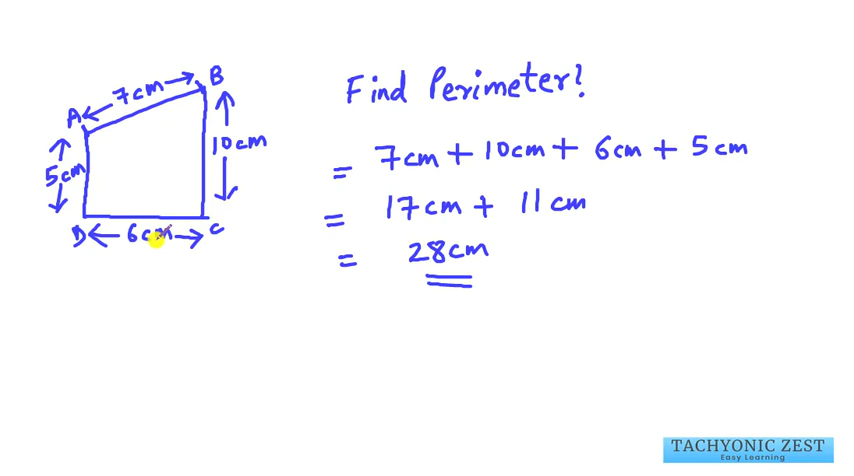 Find Perimeter?
A
7cm
B
5cm
10cm
D
6cm
C
= 7cm + 10cm + 6cm + 5cm
= 17cm + 11cm
= 28cm
TACHYONIC ZEST
Easy Learning